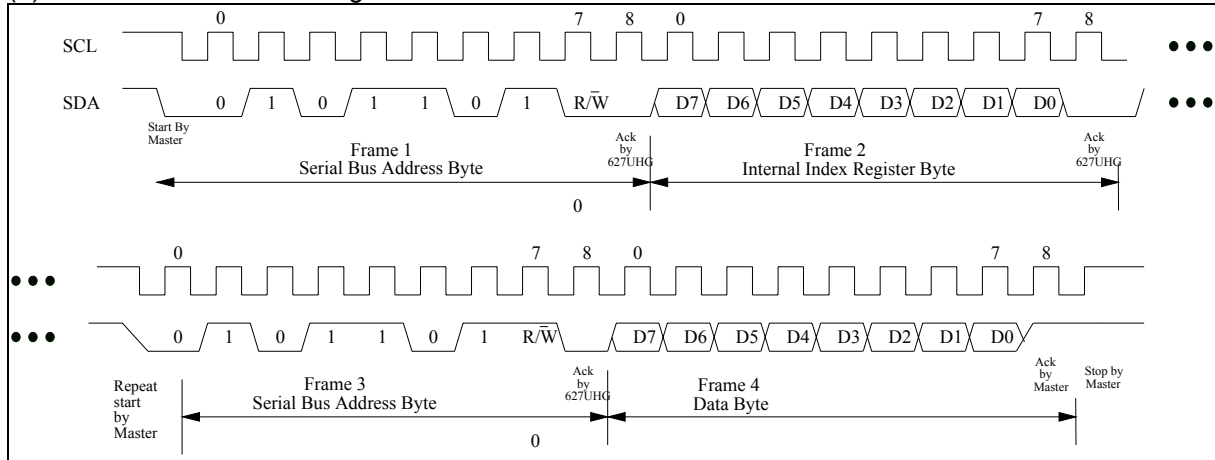 0 7 8 0 7 8
SCL
SDA 0 1 0 1 1 0 1 R/W̅ D7 D6 D5 D4 D3 D2 D1 D0
Start By
Master
Frame 1
Serial Bus Address Byte
Ack
by
627UHG
Frame 2
Internal Index Register Byte
Ack
by
627UHG
0
0 7 8 0 7 8
0 1 0 1 1 0 1 R/W̅ D7 D6 D5 D4 D3 D2 D1 D0
Repeat
start
by
Master
Frame 3
Serial Bus Address Byte
Ack
by
627UHG
Frame 4
Data Byte
Ack
by
Master
Stop by
Master
0